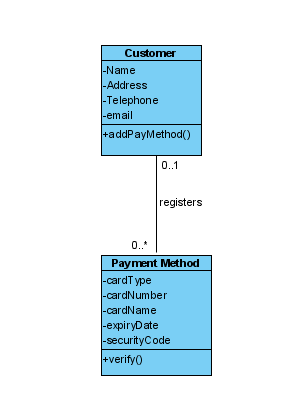 Customer
-Name
-Address
-Telephone
-email
+addPayMethod()
0..1
registers
0..*
Payment Method
-cardType
-cardNumber
-cardName
-expiryDate
-securityCode
+verify()